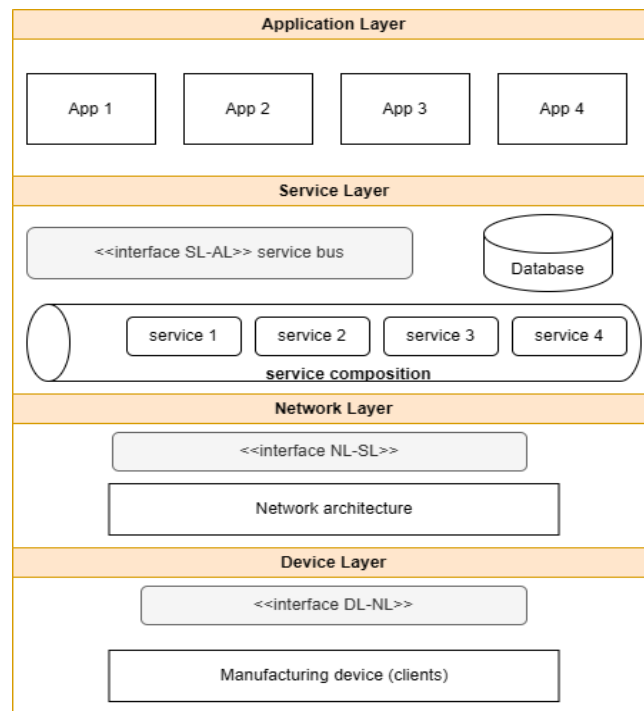 Application Layer
App 1
App 2
App 3
App 4
Service Layer
<<interface SL-AL>> service bus
Database
service 1
service 2
service 3
service 4
service composition
Network Layer
<<interface NL-SL>>
Network architecture
Device Layer
<<interface DL-NL>>
Manufacturing device (clients)